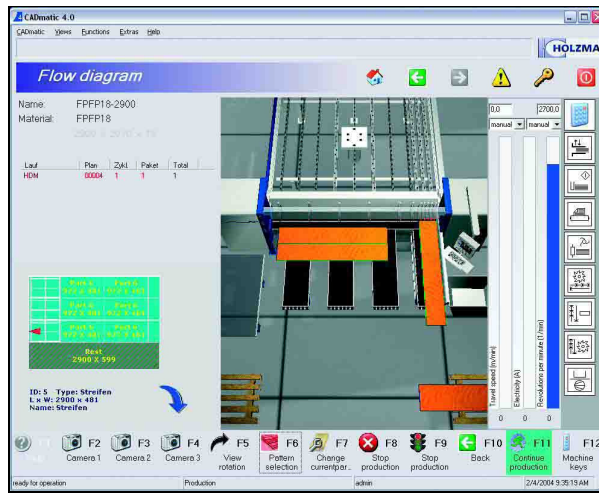 CADmatic 4.0
CADmatic Views Functions Extras Help
HOLZMA
Flow diagram
Name: FPFP18-2900
Material: FPFP18
Lauf Plan Zykl Paket Total
HDM 00004 1 1 1
0,0 2700,0
manual manual
Travel speed (m/min)
Electricity (A)
Revolutions per minute (1/min)
0 0 0
Rest
2900 X 599
ID: 5 Type: Streifen
L x W: 2900 x 481
Name: Streifen
F2 F3 F4 F5 F6 F7 F8 F9 F10 F11 F12
Camera 1 Camera 2 Camera 3 View rotation Pattern selection Change currentpar.. Stop production Stop production Back Continue production Machine keys
ready for operation Production admin 2/4/2004 9:35:19 AM